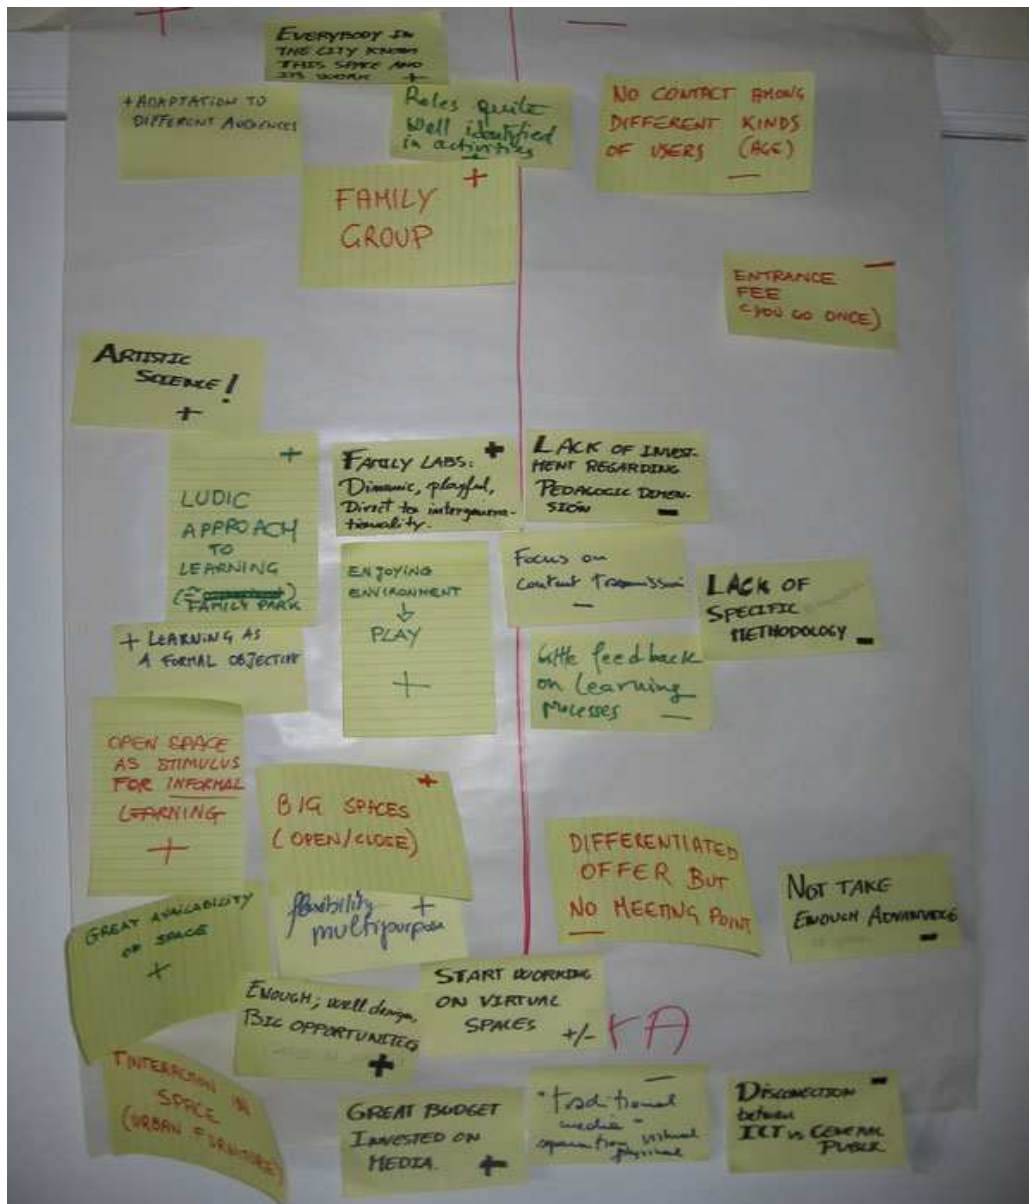 +
—
EVERYBODY IN
THE CITY KNOWS
THIS SPACE AND
ITS WORK
+
+ ADAPTATION TO
DIFFERENT AUDIENCES
Roles quite
Well identified
in activities
+
NO CONTACT AMONG
DIFFERENT KINDS
OF USERS (AGE)
—
+
FAMILY
GROUP
—
ENTRANCE
FEE
(YOU GO ONCE)
ARTISTIC
SCIENCE!
+
+
LUDIC
APPROACH
TO
LEARNING
FAMILY PARK
+
FAMILY LABS:
Dinamic, playful,
Direct to intergenera-
tionality.
LACK OF INVEST-
MENT REGARDING
PEDAGOGIC DIMEN-
SION —
ENJOYING
ENVIRONMENT
↓
PLAY
+
Focus on
content transmission
—
LACK OF
SPECIFIC
METHODOLOGY —
+ LEARNING AS
A FORMAL OBJECTIVE
little feedback
on learning
processes —
OPEN SPACE
AS STIMULUS
FOR INFORMAL
LEARNING
+
+
BIG SPACES
(OPEN/CLOSE)
DIFFERENTIATED
OFFER BUT
NO MEETING POINT
—
NOT TAKE
ENOUGH ADVANTAGE
—
GREAT AVAILABILITY
OF SPACE
+
flexibility +
multipurpose
ENOUGH; well design,
BIG OPPORTUNITIES
+
START WORKING
ON VIRTUAL
SPACES +/-
INTERACTION IN
SPACE
(URBAN FURNITURE)
GREAT BUDGET
INVESTED ON
MEDIA. +
—
"traditional
media"
separation virtual
physical
—
DISCONECTION
between
ICT vs GENERAL
PUBLIC